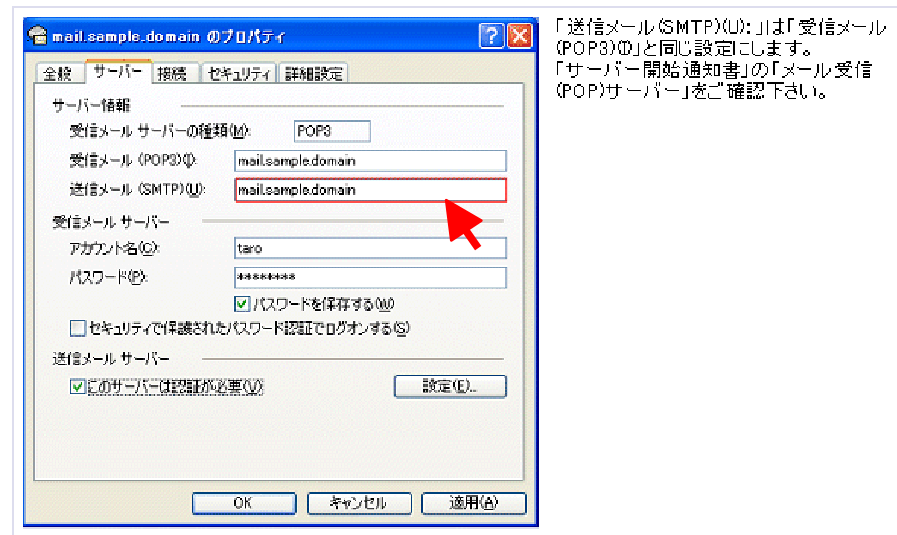 mail.sample.domain のプロパティ
全般 サーバー 接続 セキュリティ 詳細設定
サーバー情報
受信メール サーバーの種類(M): POP3
受信メール (POP3)(I): mail.sample.domain
送信メール (SMTP)(U): mail.sample.domain
受信メール サーバー
アカウント名(C): taro
パスワード(P): ********
パスワードを保存する(W)
セキュリティで保護されたパスワード認証でログオンする(S)
送信メール サーバー
このサーバーは認証が必要(V) 設定(E)...
OK キャンセル 適用(A)
「送信メール(SMTP)(U):」は「受信メール
(POP3)(I)」と同じ設定にします。
「サーバー開始通知書」の「メール受信
(POP)サーバー」をご確認下さい。